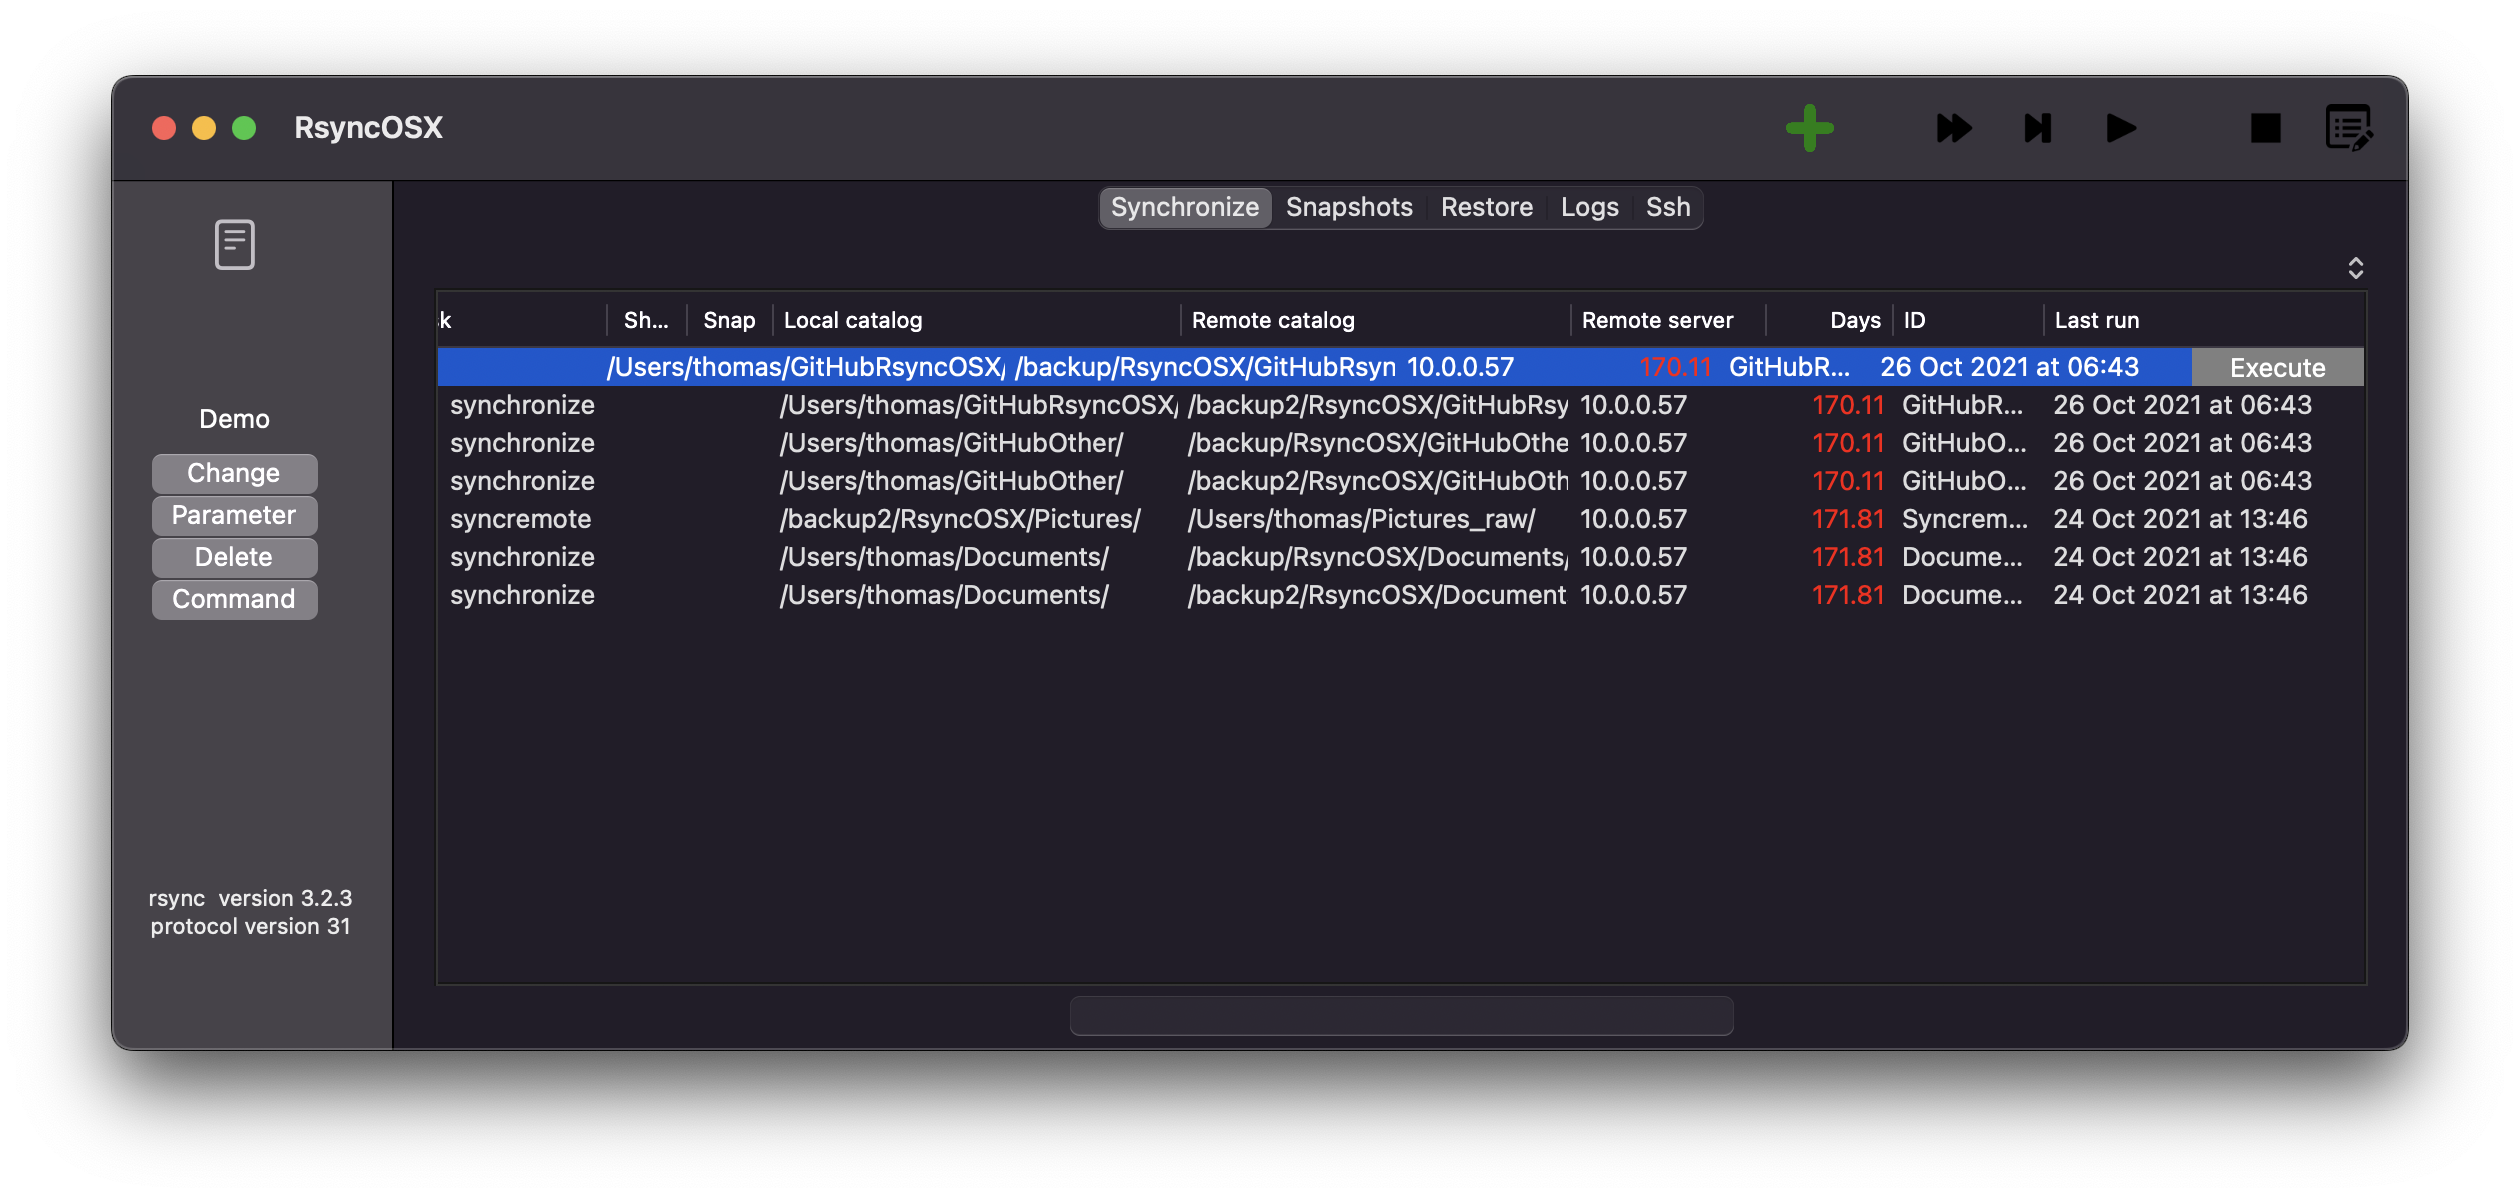 RsyncOSX
Synchronize Snapshots Restore Logs Ssh
Demo
Change
Parameter
Delete
Command
rsync version 3.2.3
protocol version 31
k Sh... Snap Local catalog Remote catalog Remote server Days ID Last run
/Users/thomas/GitHubRsyncOSX/ /backup/RsyncOSX/GitHubRsyn 10.0.0.57 170.11 GitHubR... 26 Oct 2021 at 06:43 Execute
synchronize /Users/thomas/GitHubRsyncOSX/ /backup2/RsyncOSX/GitHubRsy 10.0.0.57 170.11 GitHubR... 26 Oct 2021 at 06:43
synchronize /Users/thomas/GitHubOther/ /backup/RsyncOSX/GitHubOthe 10.0.0.57 170.11 GitHubO... 26 Oct 2021 at 06:43
synchronize /Users/thomas/GitHubOther/ /backup2/RsyncOSX/GitHubOth 10.0.0.57 170.11 GitHubO... 26 Oct 2021 at 06:43
syncremote /backup2/RsyncOSX/Pictures/ /Users/thomas/Pictures_raw/ 10.0.0.57 171.81 Syncrem... 24 Oct 2021 at 13:46
synchronize /Users/thomas/Documents/ /backup/RsyncOSX/Documents/ 10.0.0.57 171.81 Docume... 24 Oct 2021 at 13:46
synchronize /Users/thomas/Documents/ /backup2/RsyncOSX/Document 10.0.0.57 171.81 Docume... 24 Oct 2021 at 13:46